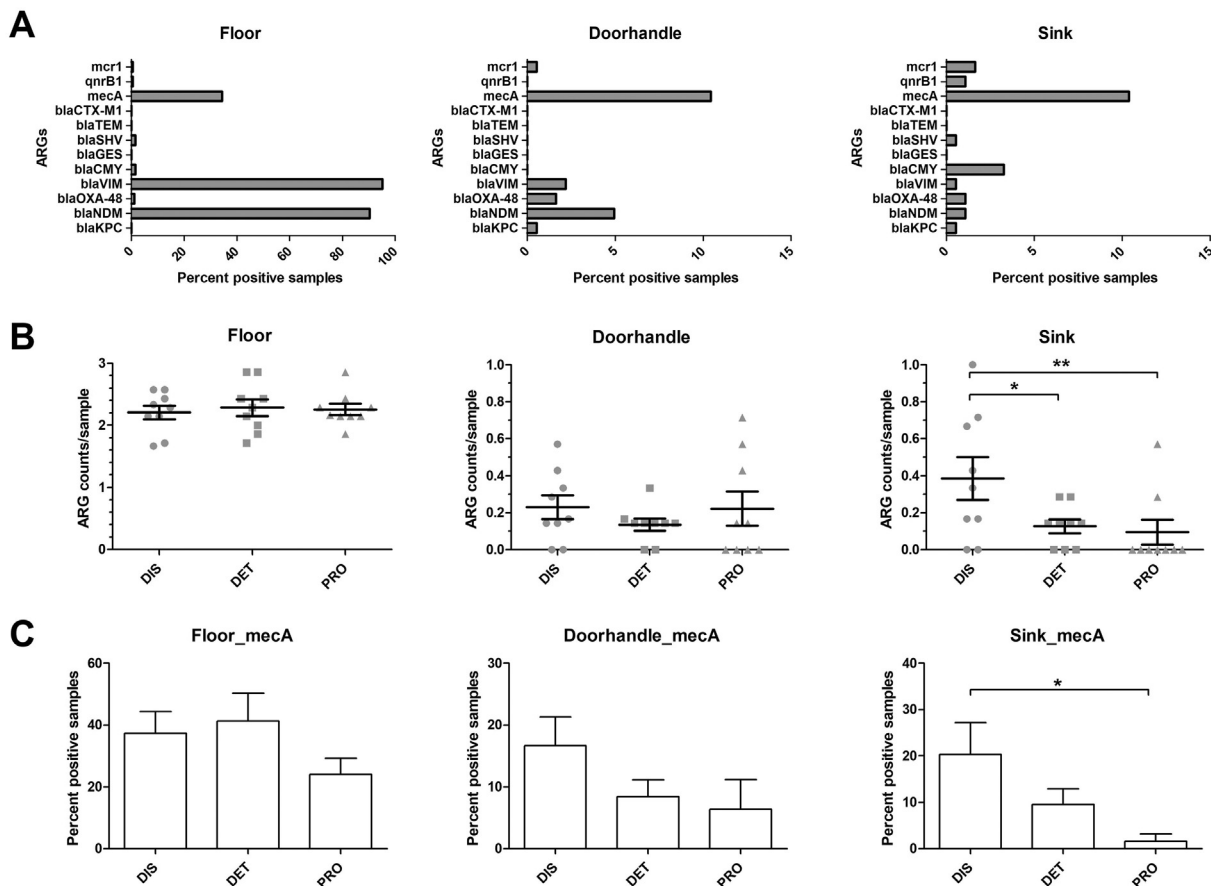 A
Floor
ARGs
mcr1
qnrB1
mecA
blaCTX-M1
blaTEM
blaSHV
blaGES
blaCMY
blaVIM
blaOXA-48
blaNDM
blaKPC
0 20 40 60 80 100
Percent positive samples
Doorhandle
ARGs
mcr1
qnrB1
mecA
blaCTX-M1
blaTEM
blaSHV
blaGES
blaCMY
blaVIM
blaOXA-48
blaNDM
blaKPC
0 5 10 15
Percent positive samples
Sink
ARGs
mcr1
qnrB1
mecA
blaCTX-M1
blaTEM
blaSHV
blaGES
blaCMY
blaVIM
blaOXA-48
blaNDM
blaKPC
0 5 10 15
Percent positive samples
B
Floor
ARG counts/sample
3
2
1
0
DIS DET PRO
Doorhandle
ARG counts/sample
1.0
0.8
0.6
0.4
0.2
0.0
DIS DET PRO
Sink
ARG counts/sample
1.0
0.8
0.6
0.4
0.2
0.0
**
*
DIS DET PRO
C
Floor_mecA
Percent positive samples
60
40
20
0
DIS DET PRO
Doorhandle_mecA
Percent positive samples
30
20
10
0
DIS DET PRO
Sink_mecA
Percent positive samples
40
30
20
10
0
*
DIS DET PRO